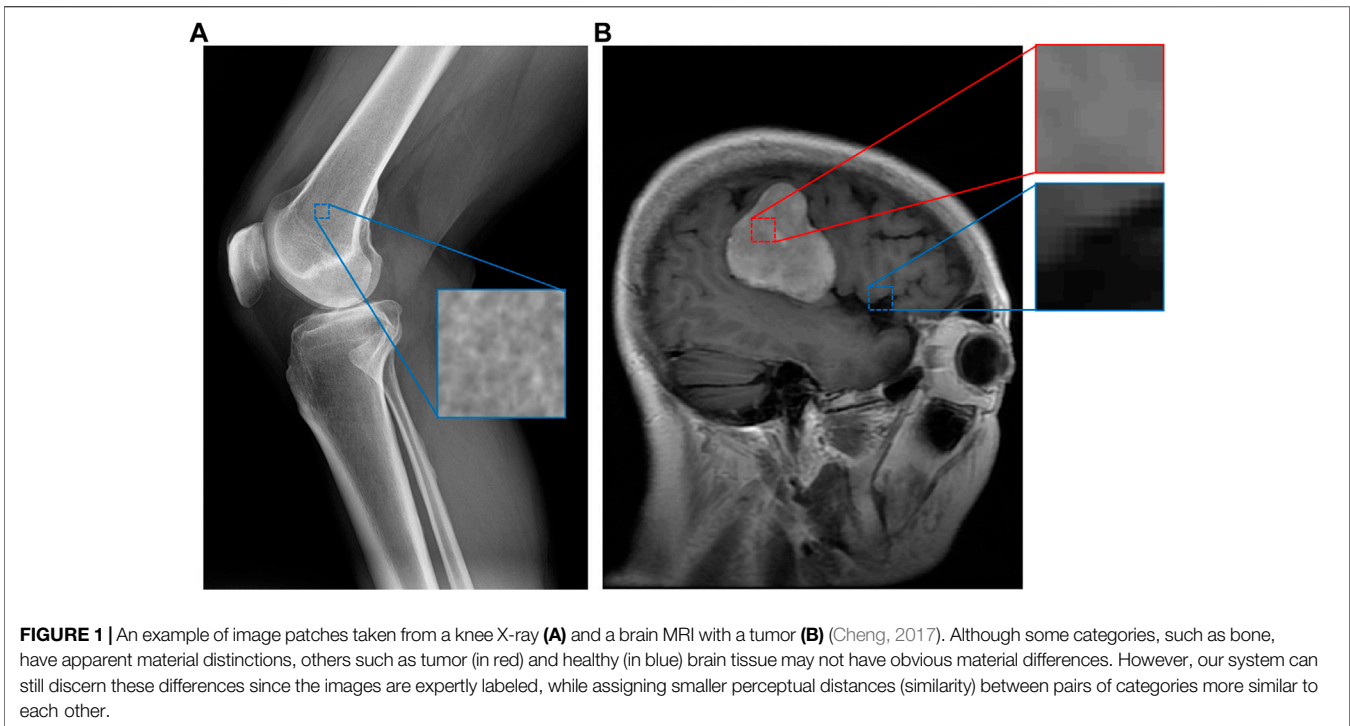 A
B
FIGURE 1 | An example of image patches taken from a knee X-ray (A) and a brain MRI with a tumor (B) (Cheng, 2017). Although some categories, such as bone,
have apparent material distinctions, others such as tumor (in red) and healthy (in blue) brain tissue may not have obvious material differences. However, our system can
still discern these differences since the images are expertly labeled, while assigning smaller perceptual distances (similarity) between pairs of categories more similar to
each other.